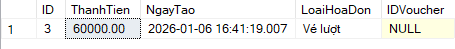 ID ThanhTien NgayTao LoaiHoaDon IDVoucher
1 3 60000.00 2026-01-06 16:41:19.007 Vé lượt NULL